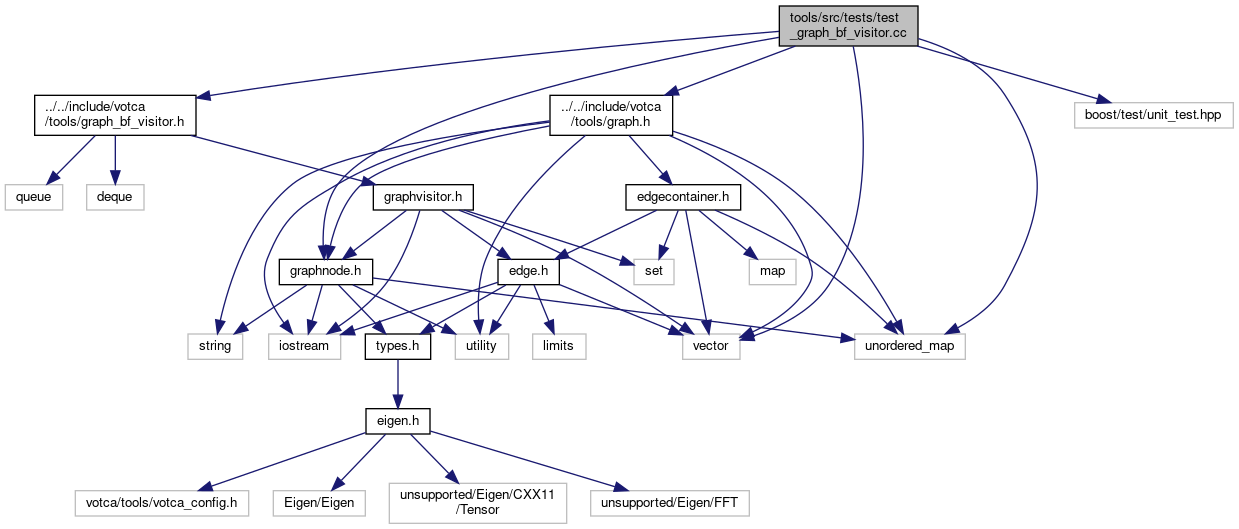 tools/src/tests/test
_graph_bf_visitor.cc
../../include/votca
/tools/graph_bf_visitor.h
../../include/votca
/tools/graph.h
boost/test/unit_test.hpp
queue
deque
graphvisitor.h
edgecontainer.h
graphnode.h
edge.h
set
map
string
iostream
types.h
utility
limits
vector
unordered_map
eigen.h
votca/tools/votca_config.h
Eigen/Eigen
unsupported/Eigen/CXX11
/Tensor
unsupported/Eigen/FFT